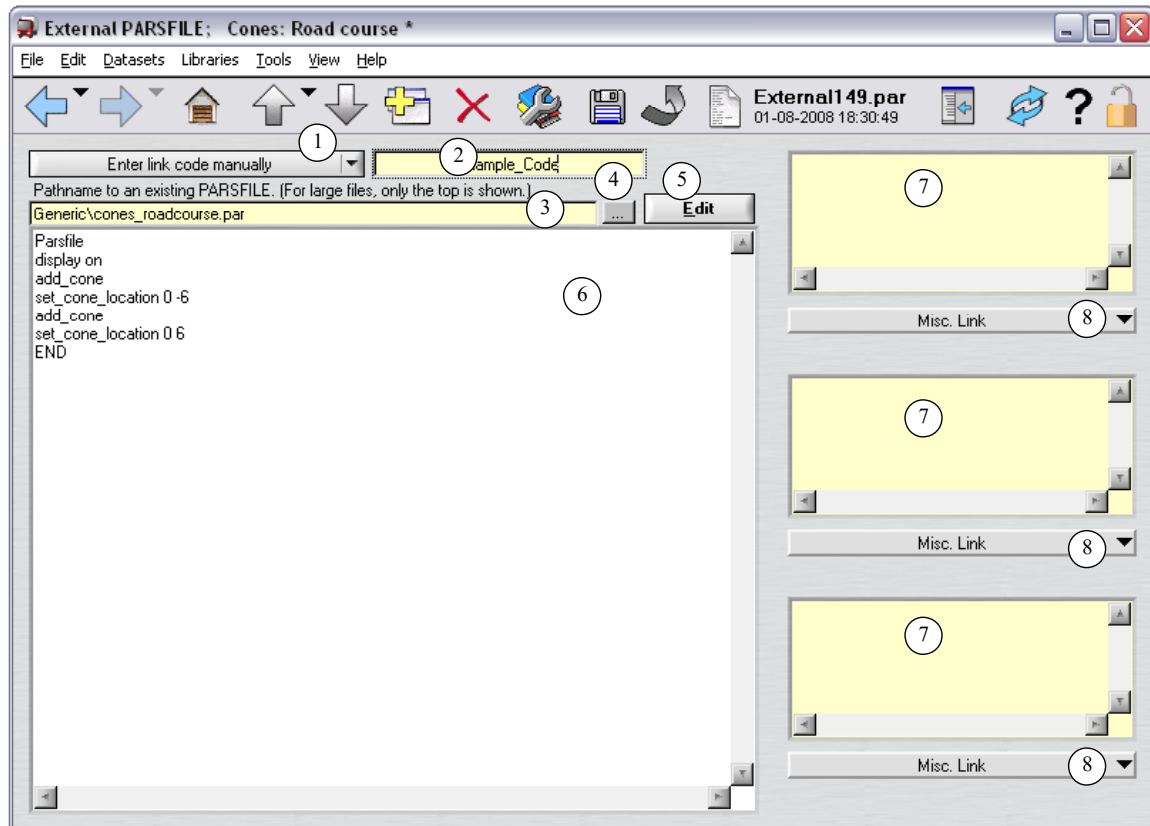 External PARSFILE; Cones: Road course *
File Edit Datasets Libraries Tools View Help
External149.par
01-08-2008 18:30:49
1
Enter link code manually
2
ample_Code
Pathname to an existing PARSFILE. (For large files, only the top is shown.)
4
5
Generic\cones_roadcourse.par
3
...
Edit
Parsfile
display on
add_cone
set_cone_location 0 -6
add_cone
set_cone_location 0 6
END
6
7
Misc. Link
8
7
Misc. Link
8
7
Misc. Link
8